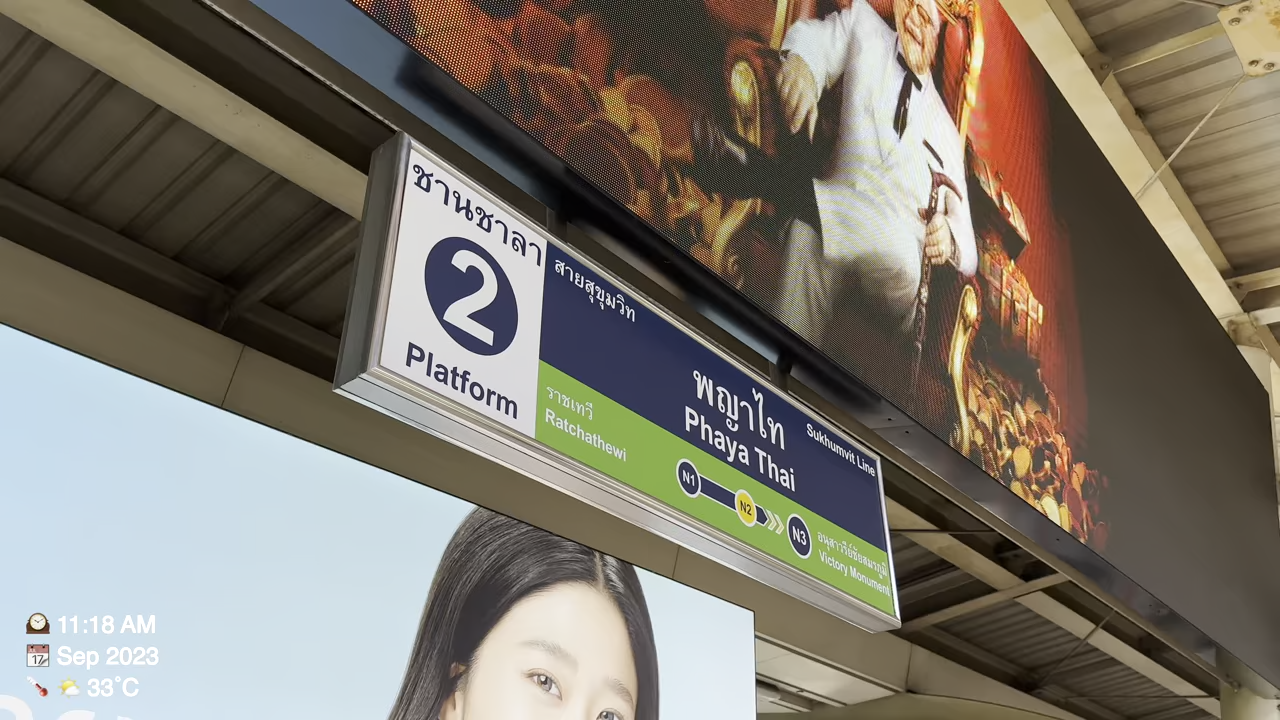 ชานชาลา
2
Platform
สายสุขุมวิท
พญาไท
Phaya Thai
Sukhumvit Line
ราชเทวี
Ratchathewi
N1
N2
N3
อนุสาวรีย์ชัยสมรภูมิ
Victory Monument
11:18 AM
17
Sep 2023
33°C